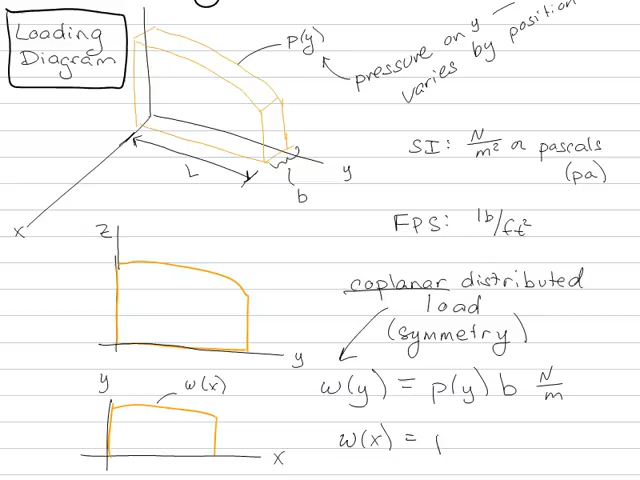 Loading
Diagram
p(y)
pressure on y
varies by position
y
L
b
x
SI: N/m² or pascals
(pa)
FPS: lb/ft²
z
y
coplanar distributed
load
(symmetry)
w(y) = p(y) b N/m
y
w(x)
x
w(x) =